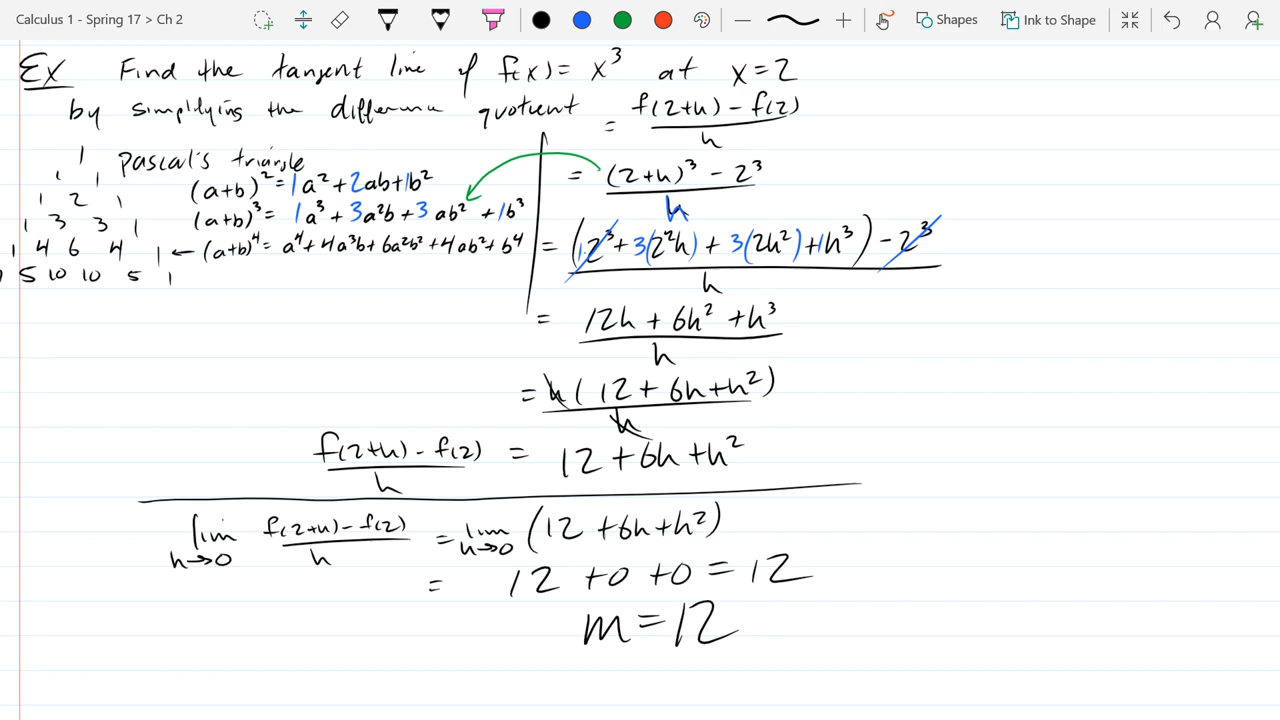 Calculus 1 - Spring 17 > Ch 2
Shapes
Ink to Shape
Ex Find the tangent line of f(x) = x³ at x = 2
by simplifying the difference quotient = (f(2+h) - f(2))/h
Pascal's triangle
1
1 1
1 2 1
1 3 3 1
1 4 6 4 1 ←
1 5 10 10 5 1
(a+b)² = 1a² + 2ab + 1b²
(a+b)³ = 1a³ + 3a²b + 3ab² + 1b³
(a+b)⁴ = a⁴ + 4a³b + 6a²b² + 4ab² + b⁴
= ((2+h)³ - 2³)/h
= ((1·2³ + 3(2²h) + 3(2h²) + 1h³) - 2³)/h
= (12h + 6h² + h³)/h
= h(12 + 6h + h²)/h
(f(2+h) - f(2))/h = 12 + 6h + h²
lim h→0 (f(2+h) - f(2))/h = lim h→0 (12 + 6h + h²)
= 12 + 0 + 0 = 12
m = 12